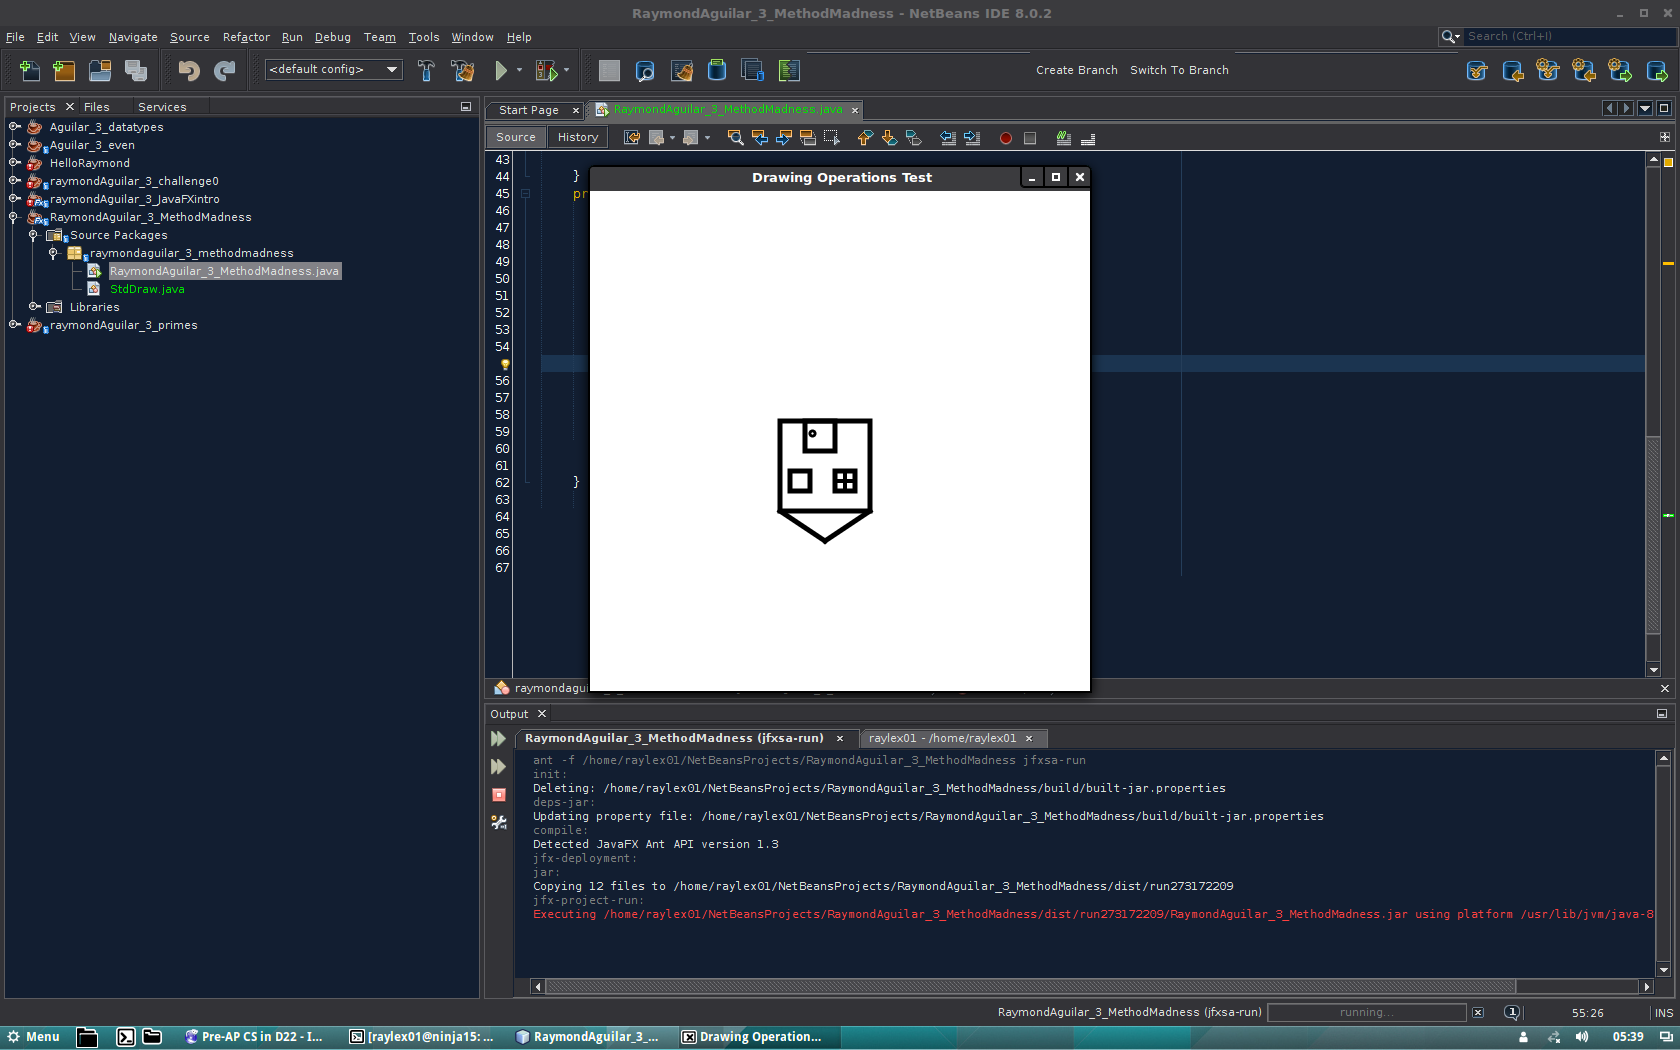 RaymondAguilar_3_MethodMadness - NetBeans IDE 8.0.2
File Edit View Navigate Source Refactor Run Debug Team Tools Window Help
Search (Ctrl+I)
<default config>
Create Branch Switch To Branch
Projects Files Services
Aguilar_3_datatypes
Aguilar_3_even
HelloRaymond
raymondAguilar_3_challenge0
raymondAguilar_3_JavaFXintro
RaymondAguilar_3_MethodMadness
Source Packages
raymondaguilar_3_methodmadness
RaymondAguilar_3_MethodMadness.java
StdDraw.java
Libraries
raymondAguilar_3_primes
Start Page RaymondAguilar_3_MethodMadness.java
Source History
43
44 }
45 pr
46
47
48
49
50
51
52
53
54
56
57
58
59
60
61
62 }
63
64
65
66
67
Drawing Operations Test
raymondagui
Output
RaymondAguilar_3_MethodMadness (jfxsa-run) raylex01 - /home/raylex01
ant -f /home/raylex01/NetBeansProjects/RaymondAguilar_3_MethodMadness jfxsa-run
init:
Deleting: /home/raylex01/NetBeansProjects/RaymondAguilar_3_MethodMadness/build/built-jar.properties
deps-jar:
Updating property file: /home/raylex01/NetBeansProjects/RaymondAguilar_3_MethodMadness/build/built-jar.properties
compile:
Detected JavaFX Ant API version 1.3
jfx-deployment:
jar:
Copying 12 files to /home/raylex01/NetBeansProjects/RaymondAguilar_3_MethodMadness/dist/run273172209
jfx-project-run:
Executing /home/raylex01/NetBeansProjects/RaymondAguilar_3_MethodMadness/dist/run273172209/RaymondAguilar_3_MethodMadness.jar using platform /usr/lib/jvm/java-8
RaymondAguilar_3_MethodMadness (jfxsa-run) running... 1 55:26 INS
Menu Pre-AP CS in D22 - I... [raylex01@ninja15: ... RaymondAguilar_3_... Drawing Operation... 05:39